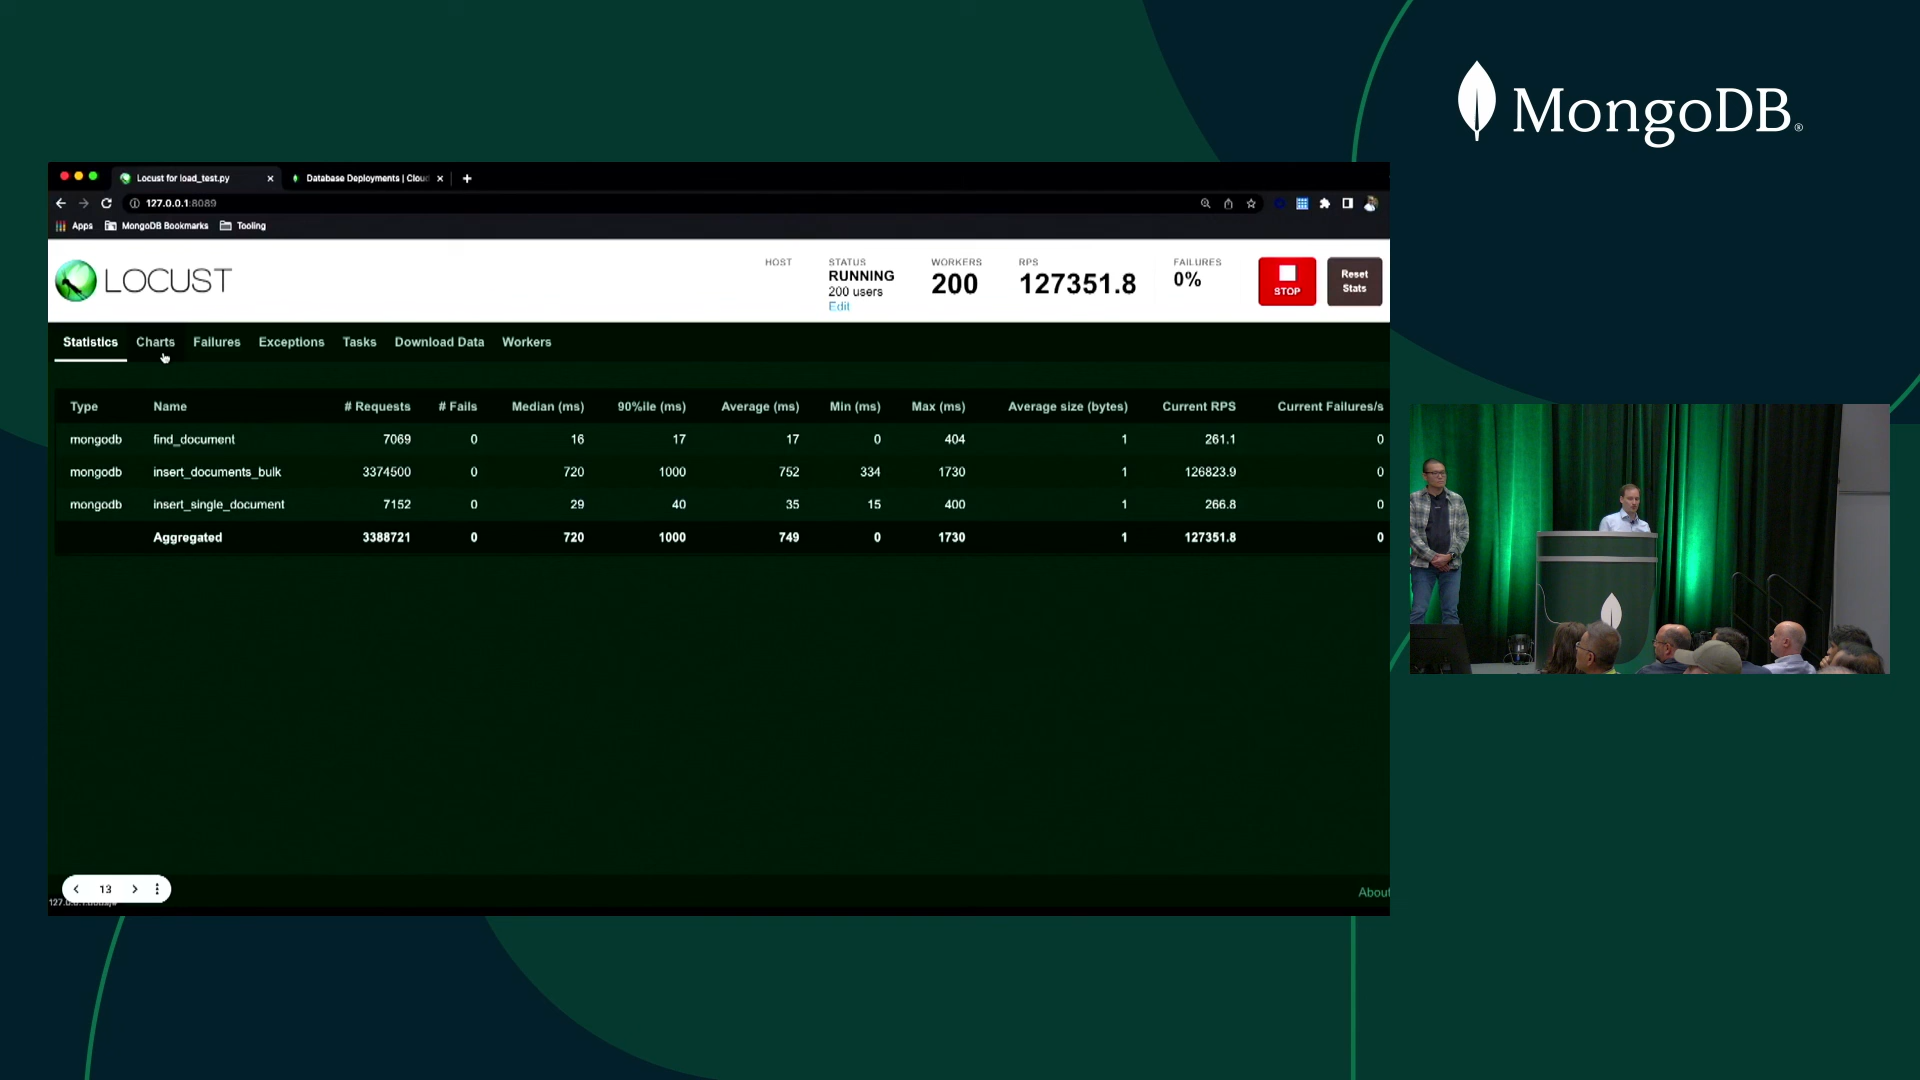 MongoDB®
Locust for load_test.py
Database Deployments | Clou
127.0.0.1:8089
Apps MongoDB Bookmarks Tooling
LOCUST
HOST
STATUS
RUNNING
200 users
Edit
WORKERS
200
RPS
127351.8
FAILURES
0%
STOP
Reset
Stats
Statistics Charts Failures Exceptions Tasks Download Data Workers
Type Name # Requests # Fails Median (ms) 90%ile (ms) Average (ms) Min (ms) Max (ms) Average size (bytes) Current RPS Current Failures/s
mongodb find_document 7069 0 16 17 17 0 404 1 261.1 0
mongodb insert_documents_bulk 3374500 0 720 1000 752 334 1730 1 126823.9 0
mongodb insert_single_document 7152 0 29 40 35 15 400 1 266.8 0
Aggregated 3388721 0 720 1000 749 0 1730 1 127351.8 0
13
About